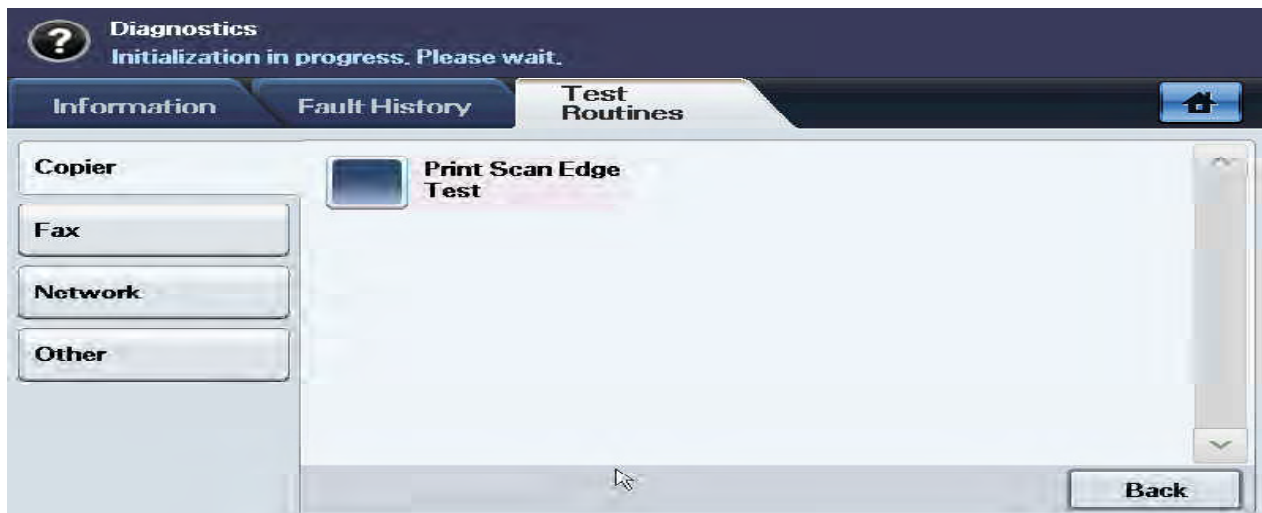 Diagnostics
Initialization in progress. Please wait.
Information
Fault History
Test
Routines
Copier
Print Scan Edge
Test
Fax
Network
Other
Back